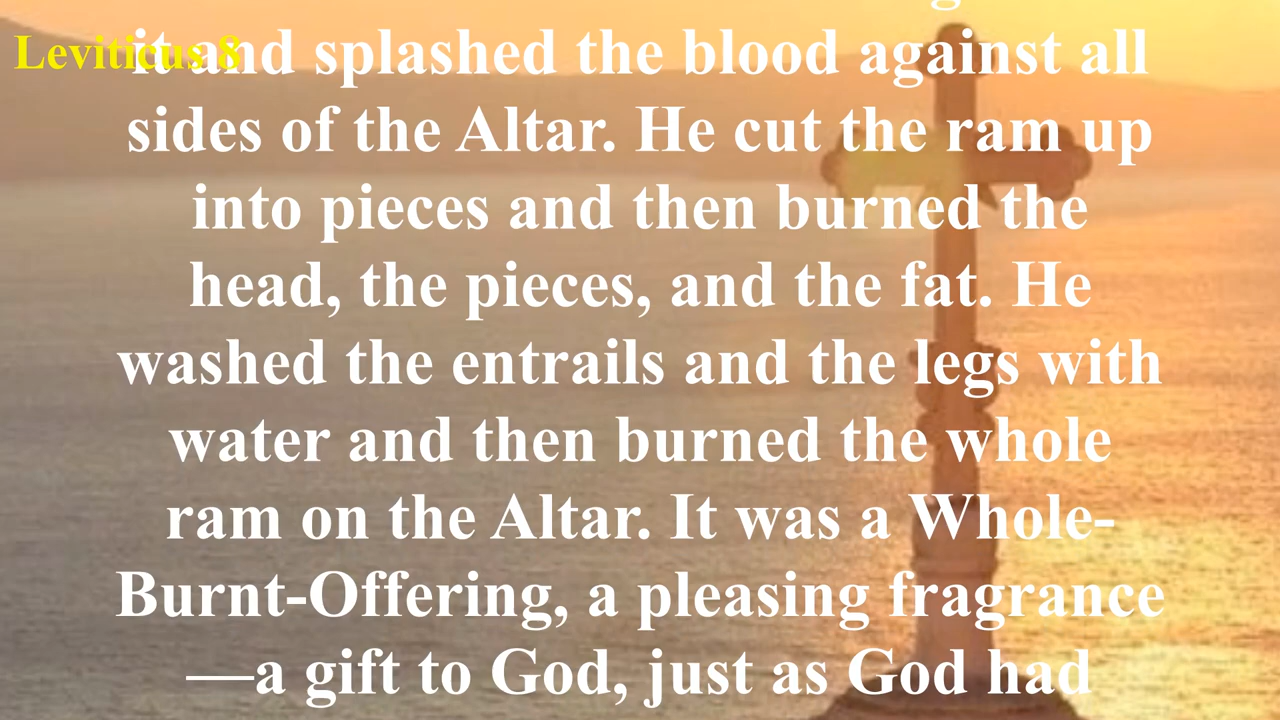 Leviticus 8
it and splashed the blood against all
sides of the Altar. He cut the ram up
into pieces and then burned the
head, the pieces, and the fat. He
washed the entrails and the legs with
water and then burned the whole
ram on the Altar. It was a Whole-
Burnt-Offering, a pleasing fragrance
—a gift to God, just as God had